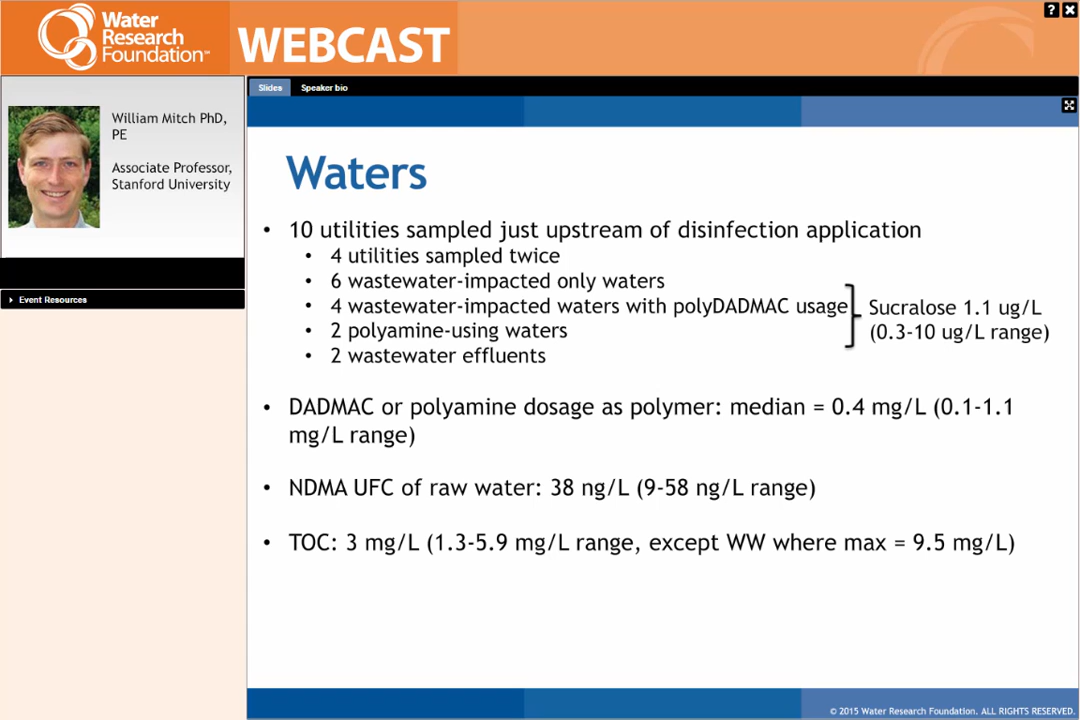 Water
Research
Foundation™
WEBCAST
? ×
William Mitch PhD,
PE
Associate Professor,
Stanford University
Event Resources
Slides Speaker bio
Waters
• 10 utilities sampled just upstream of disinfection application
• 4 utilities sampled twice
• 6 wastewater-impacted only waters
• 4 wastewater-impacted waters with polyDADMAC usage
• 2 polyamine-using waters
• 2 wastewater effluents
Sucralose 1.1 ug/L
(0.3-10 ug/L range)
• DADMAC or polyamine dosage as polymer: median = 0.4 mg/L (0.1-1.1
mg/L range)
• NDMA UFC of raw water: 38 ng/L (9-58 ng/L range)
• TOC: 3 mg/L (1.3-5.9 mg/L range, except WW where max = 9.5 mg/L)
© 2015 Water Research Foundation. ALL RIGHTS RESERVED.